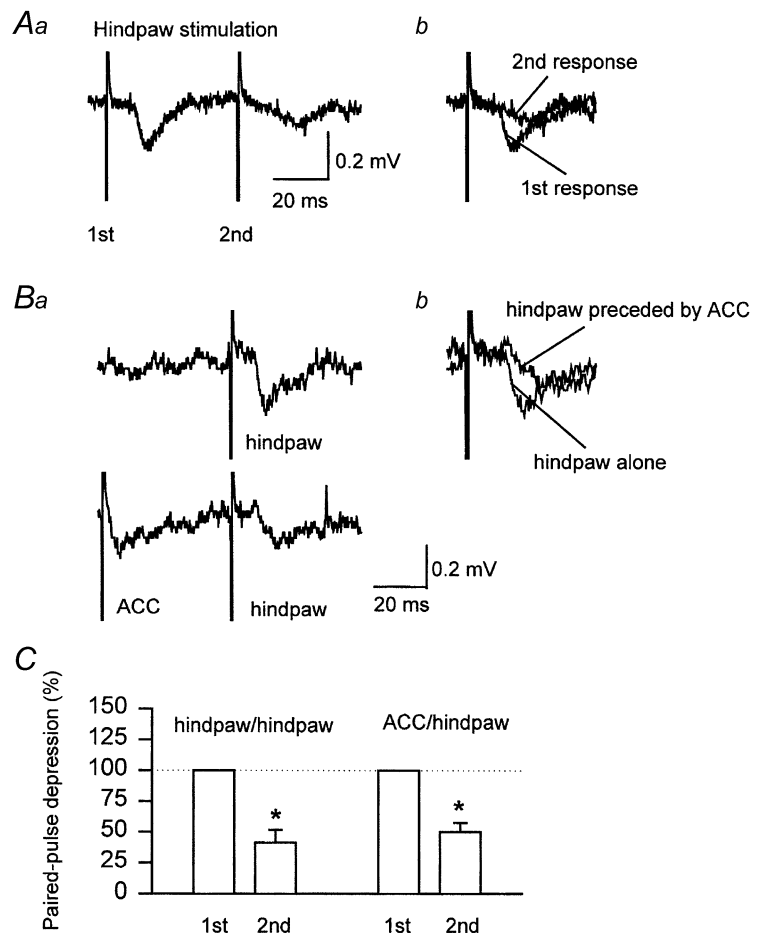 Aa
Hindpaw stimulation
b
2nd response
0.2 mV
20 ms
1st response
1st
2nd
Ba
b
hindpaw preceded by ACC
hindpaw
hindpaw alone
ACC
hindpaw
0.2 mV
20 ms
C
Paired-pulse depression (%)
150
125
100
75
50
25
0
hindpaw/hindpaw
ACC/hindpaw
*
*
1st
2nd
1st
2nd